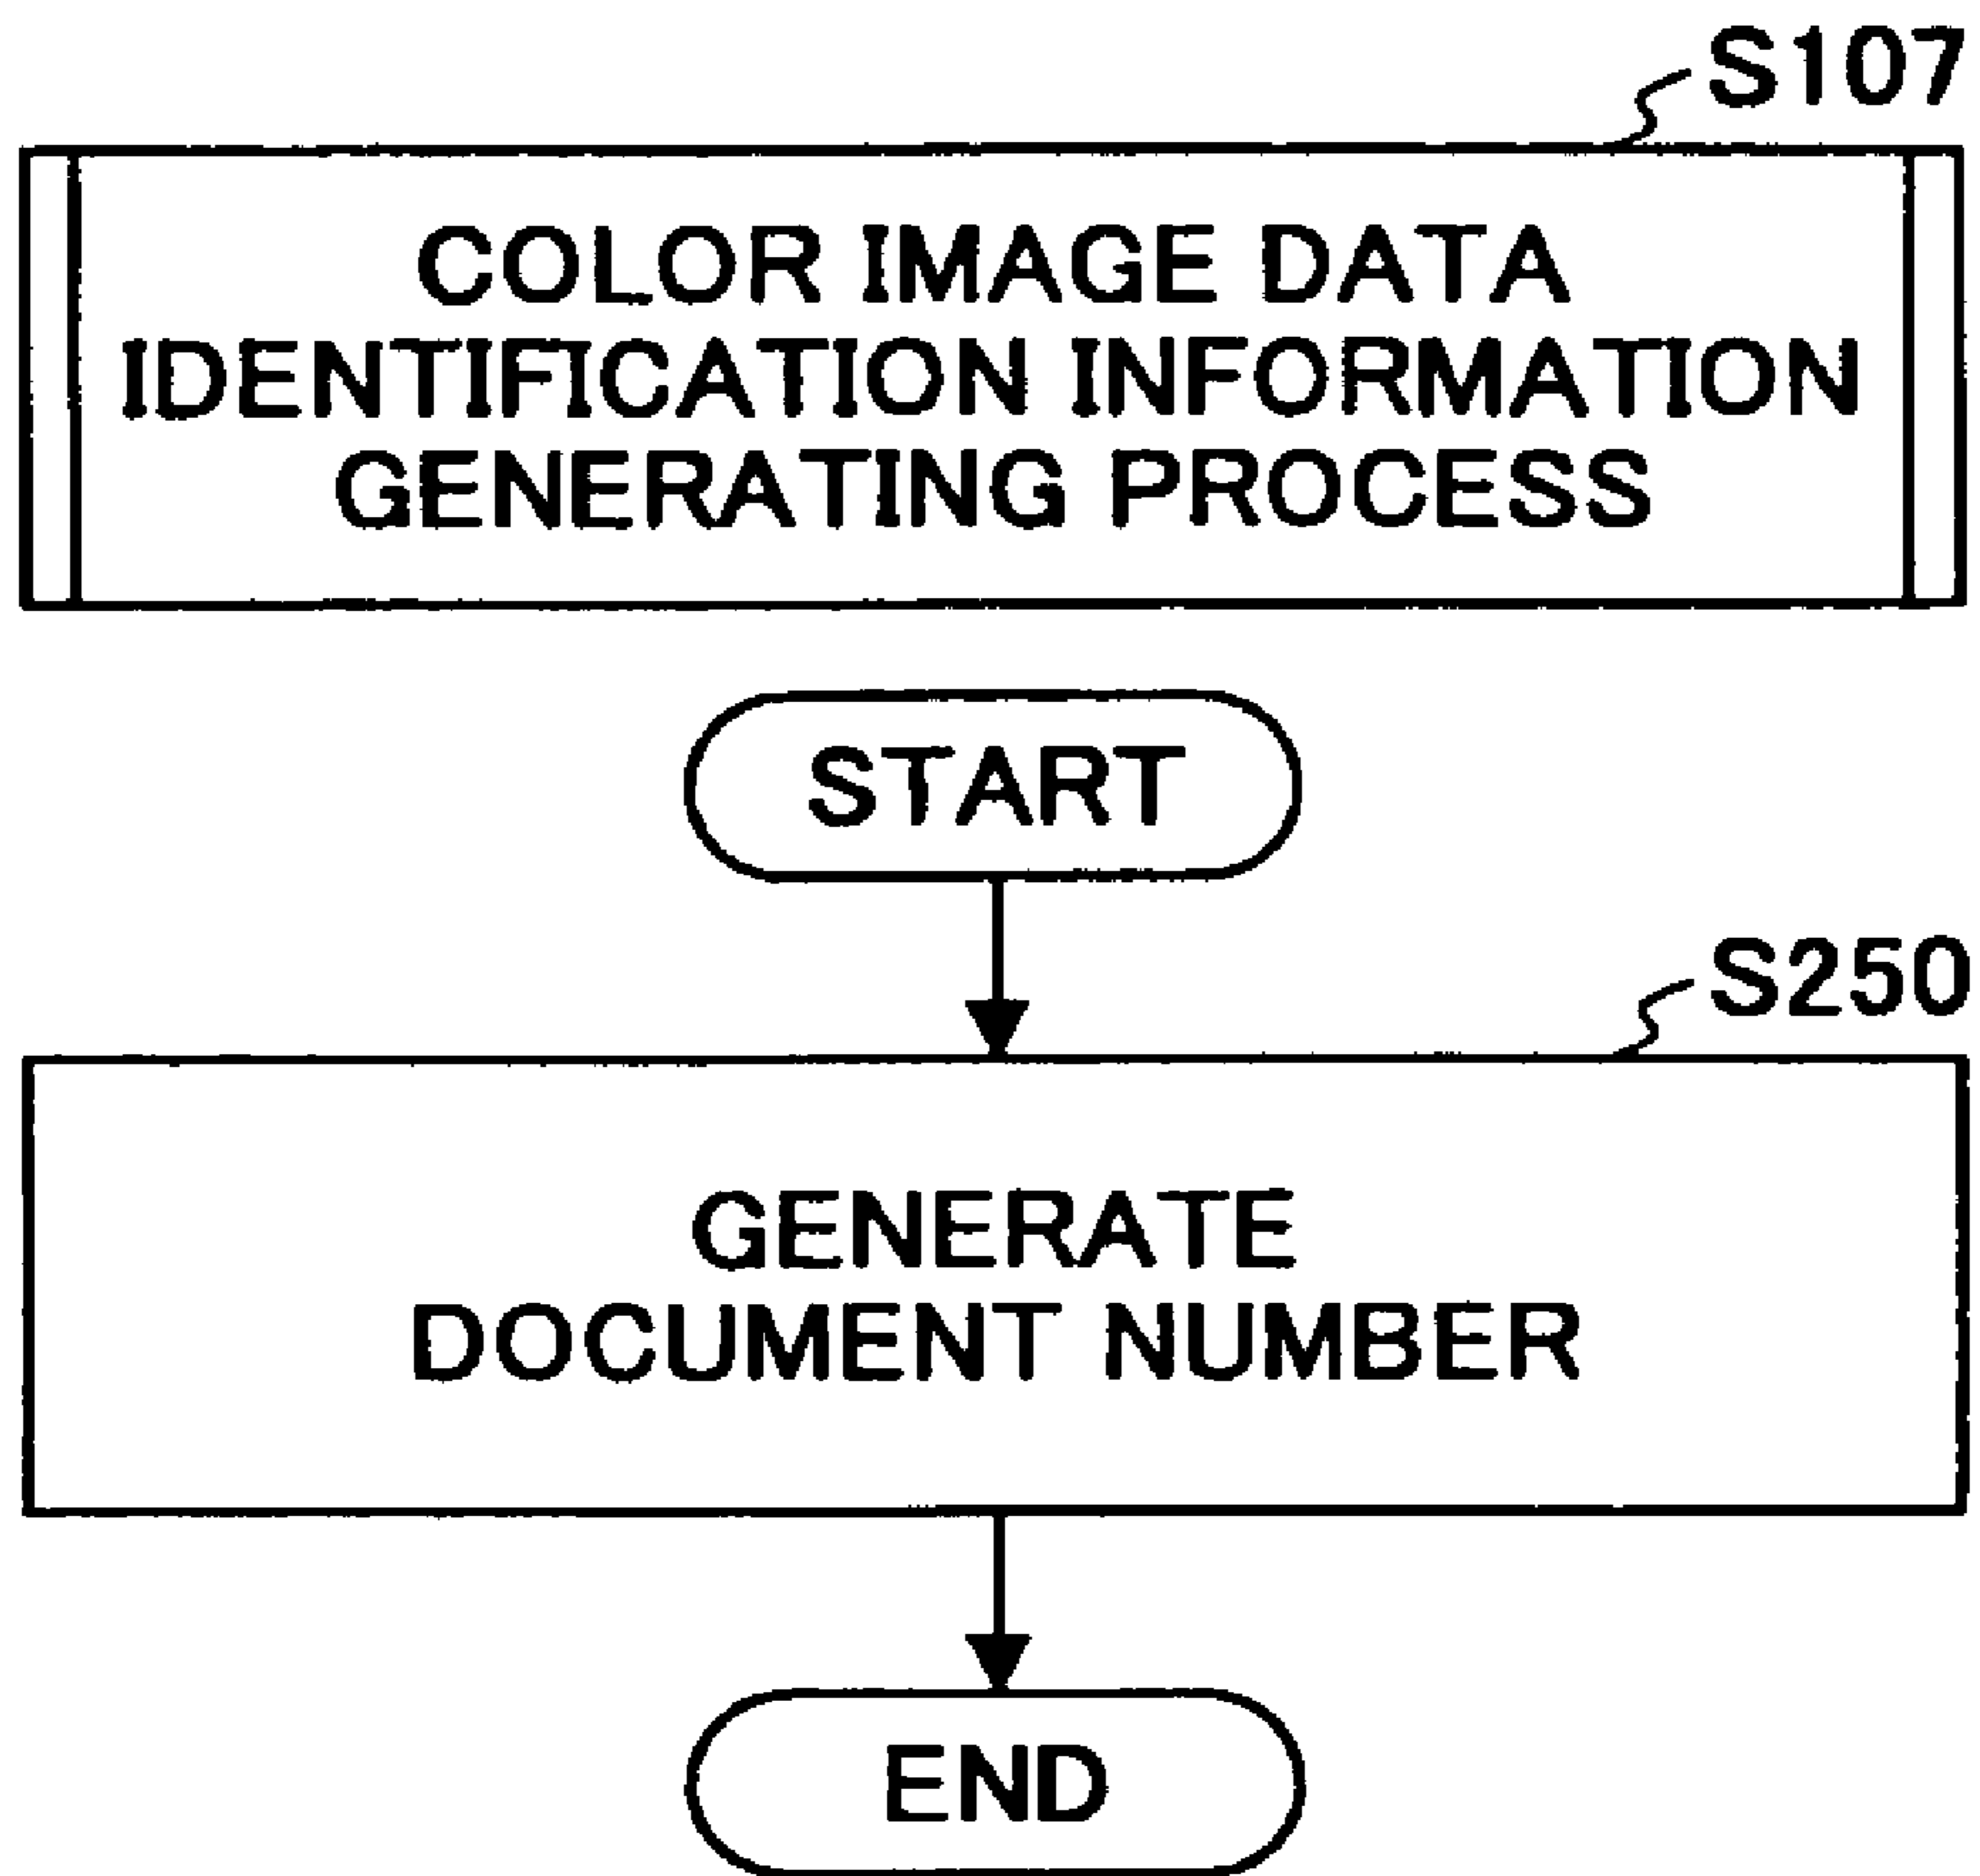 S107
COLOR IMAGE DATA
IDENTIFICATION INFORMATION
GENERATING PROCESS
START
S250
GENERATE
DOCUMENT NUMBER
END